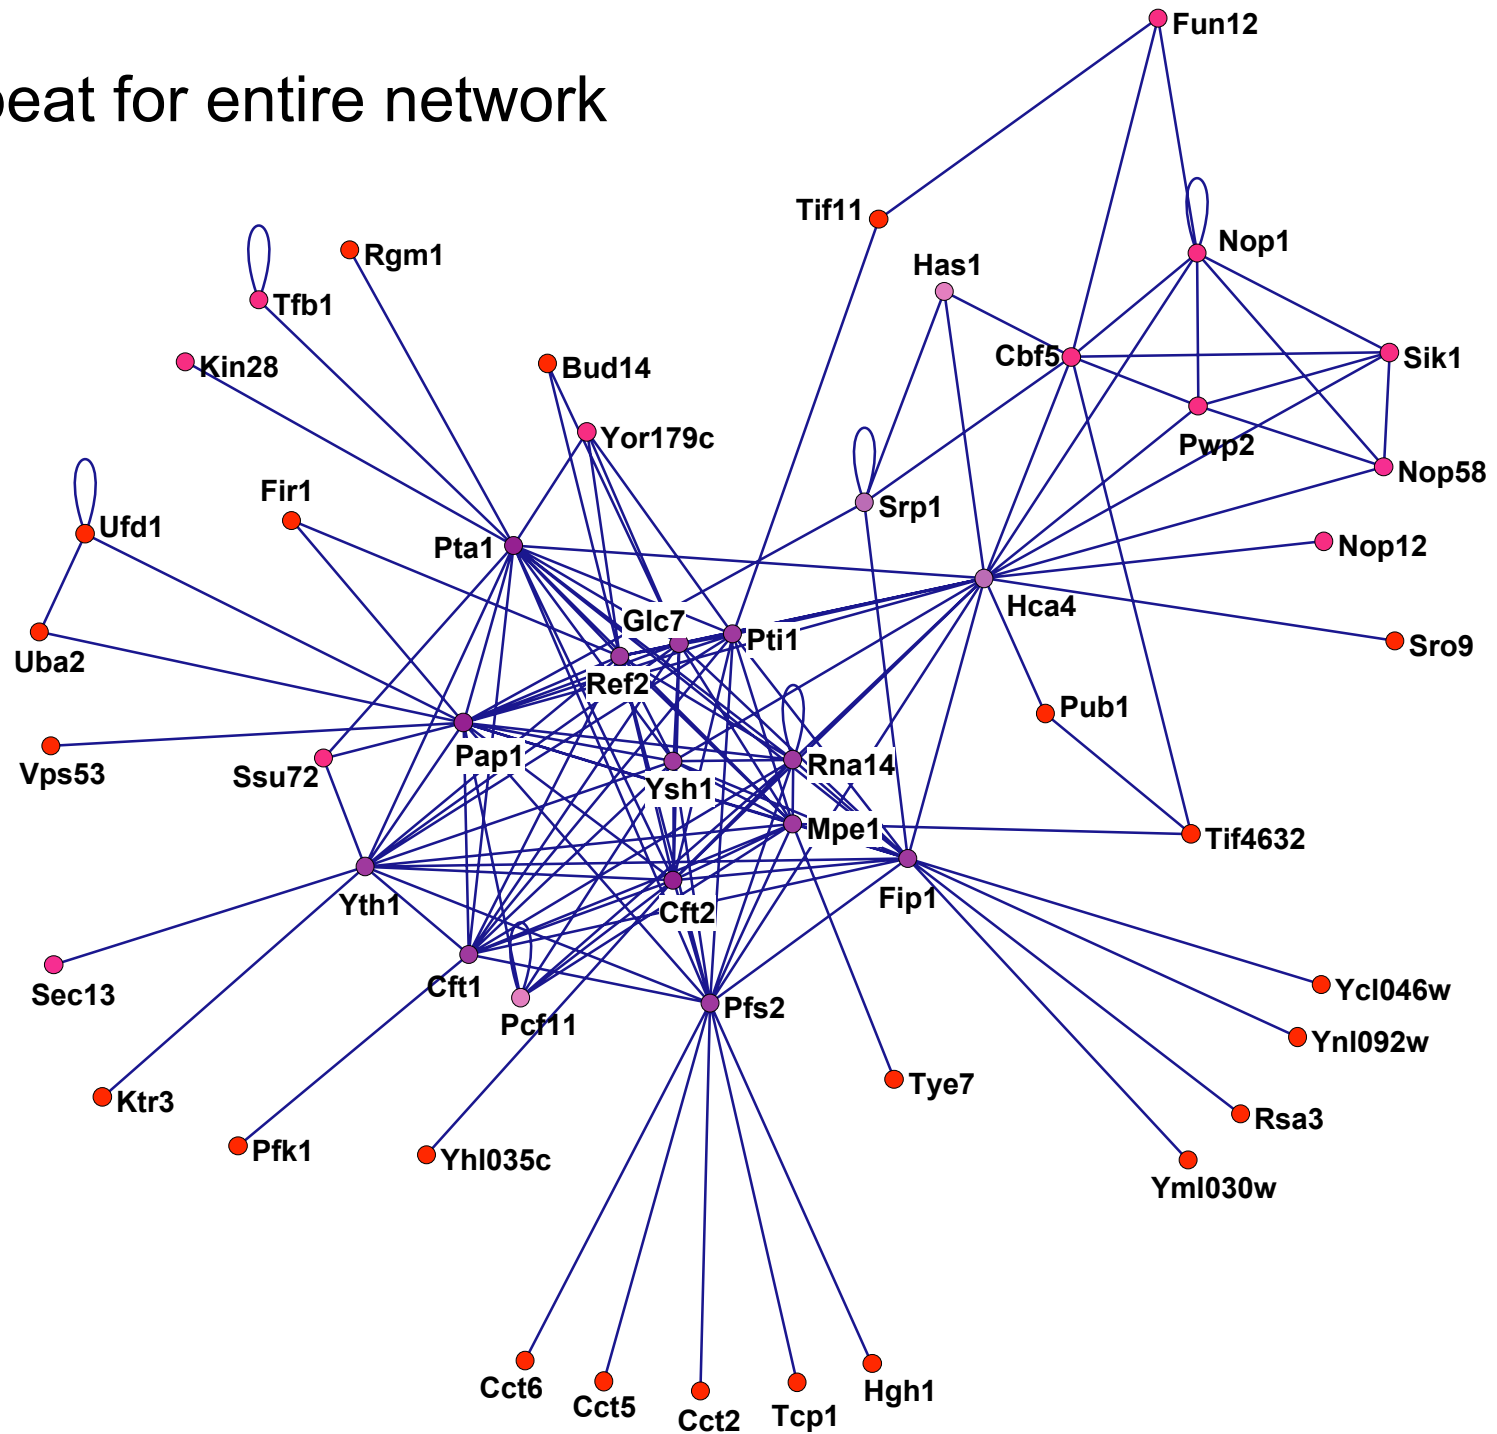 peat for entire network
Fun12
Tif11
Nop1
Rgm1
Has1
Tfb1
Cbf5
Sik1
Kin28
Bud14
Yor179c
Pwp2
Nop58
Fir1
Srp1
Ufd1
Pta1
Nop12
Hca4
Glc7
Pti1
Sro9
Uba2
Ref2
Pub1
Pap1
Rna14
Vps53
Ssu72
Ysh1
Mpe1
Tif4632
Yth1
Fip1
Cft2
Sec13
Cft1
Ycl046w
Pcf11
Pfs2
Ynl092w
Tye7
Ktr3
Rsa3
Pfk1
Yhl035c
Yml030w
Cct6
Hgh1
Cct5
Tcp1
Cct2